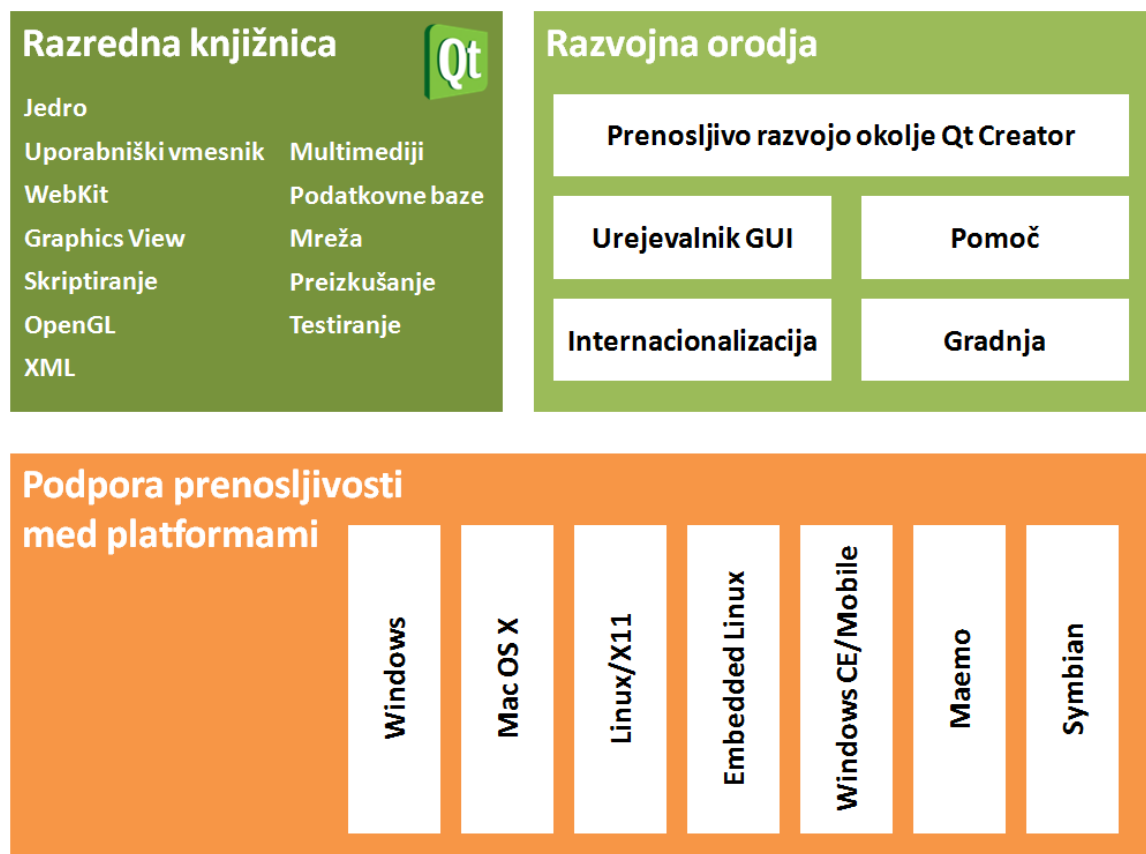 Razredna knjižnica
Qt
Jedro
Uporabniški vmesnik
WebKit
Graphics View
Skriptiranje
OpenGL
XML
Multimediji
Podatkovne baze
Mreža
Preizkušanje
Testiranje
Razvojna orodja
Prenosljivo razvojo okolje Qt Creator
Urejevalnik GUI
Pomoč
Internacionalizacija
Gradnja
Podpora prenosljivosti
med platformami
Windows
Mac OS X
Linux/X11
Embedded Linux
Windows CE/Mobile
Maemo
Symbian